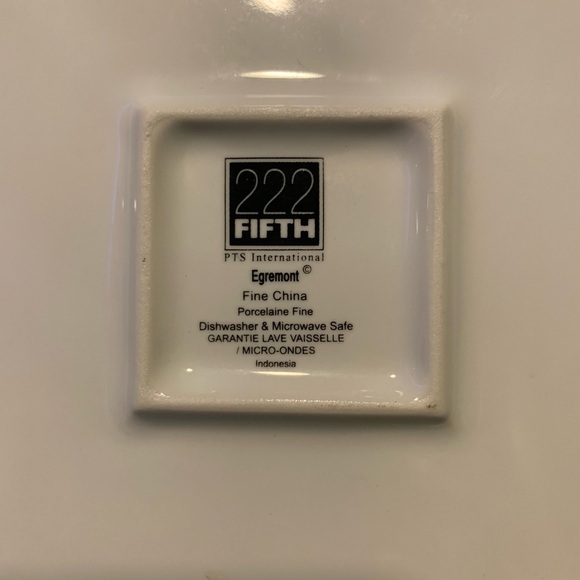 222
FIFTH
PTS International
Egremont ©
Fine China
Porcelaine Fine
Dishwasher & Microwave Safe
GARANTIE LAVE VAISSELLE
/ MICRO-ONDES
Indonesia